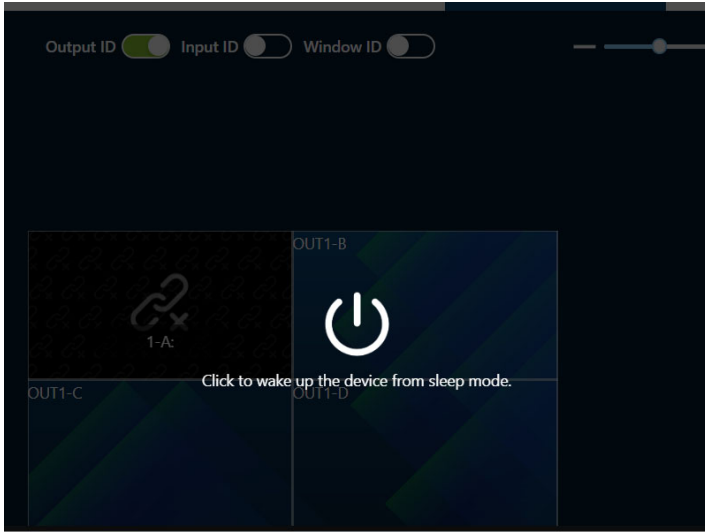 Output ID Input ID Window ID
OUT1-B
1-A:
Click to wake up the device from sleep mode.
OUT1-C OUT1-D